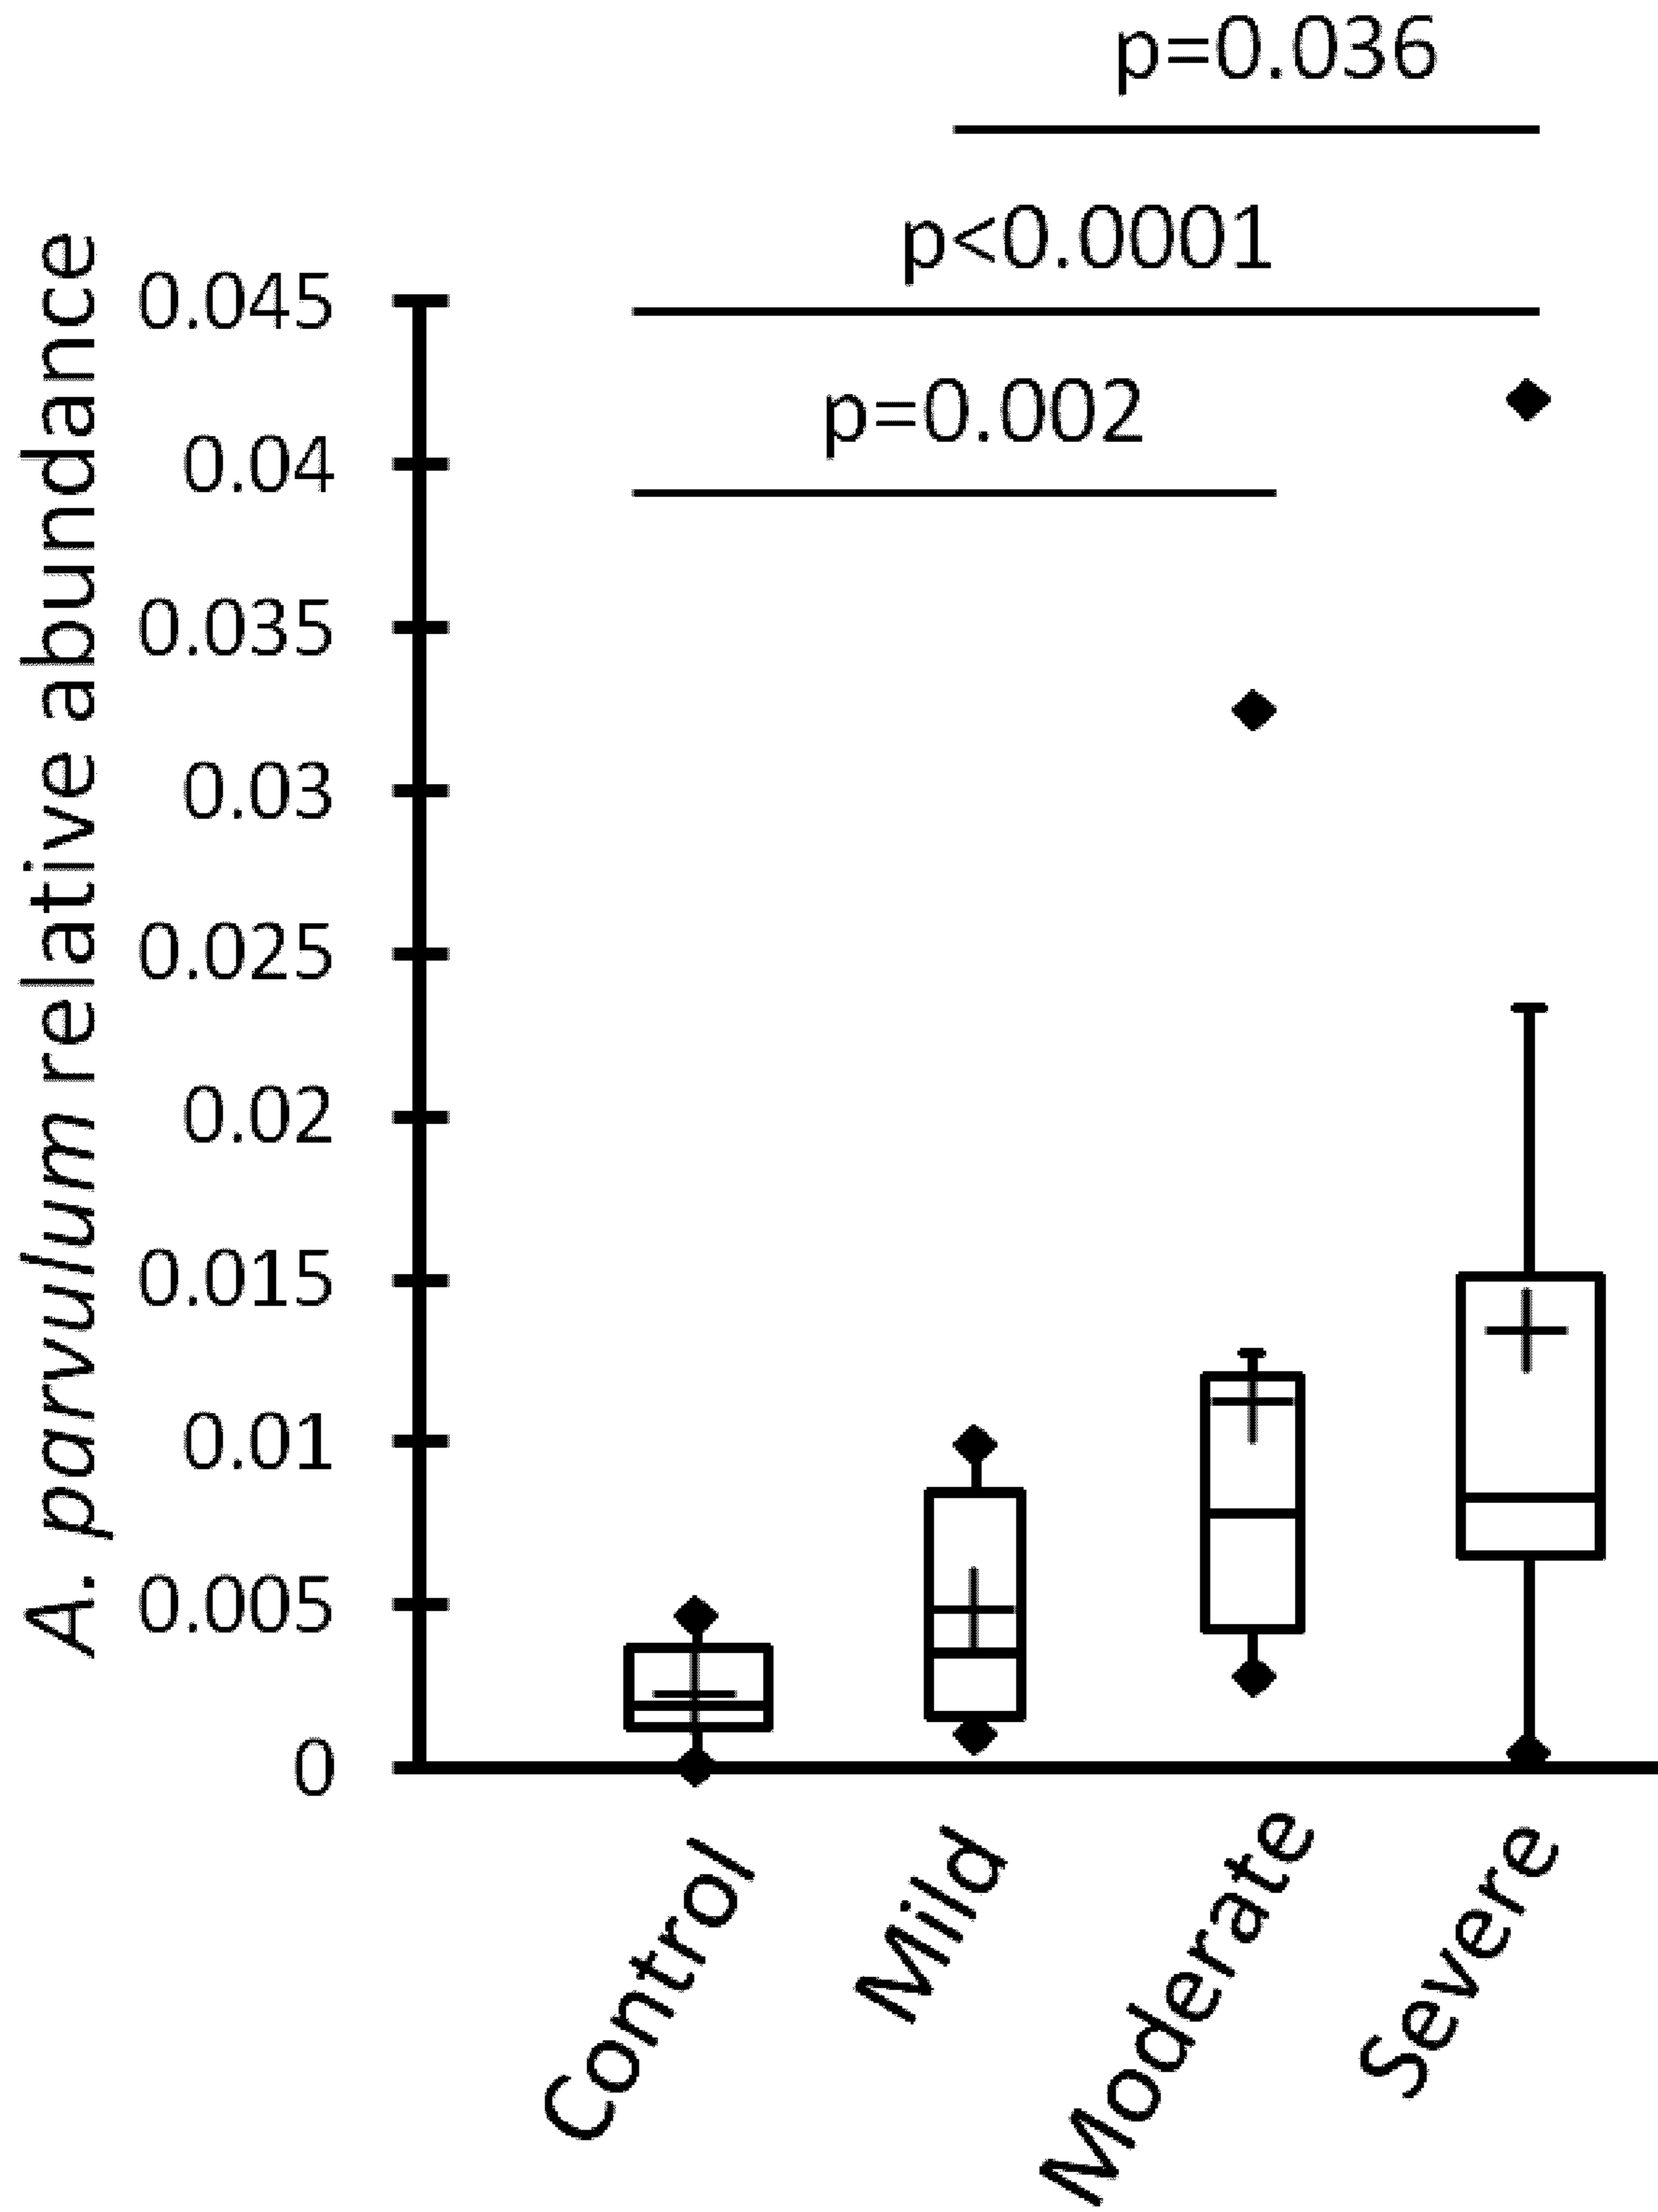 p=0.036
p<0.0001
p=0.002
A. parvulum relative abundance
0.045
0.04
0.035
0.03
0.025
0.02
0.015
0.01
0.005
0
Control
Mild
Moderate
Severe